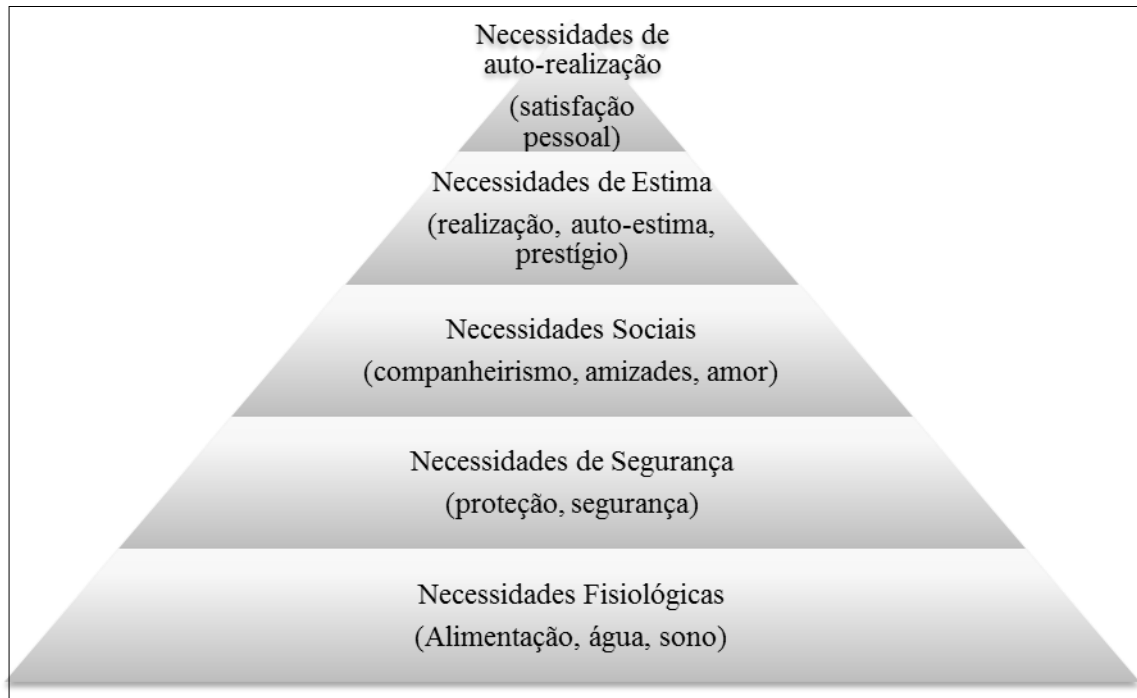 Necessidades de
auto-realização
(satisfação
pessoal)
Necessidades de Estima
(realização, auto-estima,
prestígio)
Necessidades Sociais
(companheirismo, amizades, amor)
Necessidades de Segurança
(proteção, segurança)
Necessidades Fisiológicas
(Alimentação, água, sono)